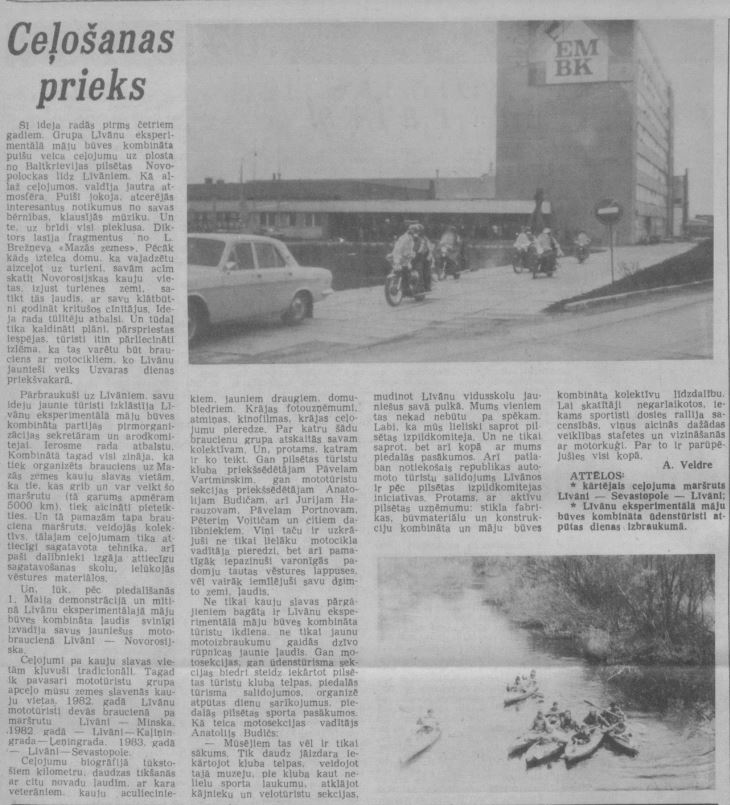 Ceļošanas
prieks
EM
BK
Šī ideja radās pirms četriem
gadiem. Grupa Līvānu eksperi-
mentālā māju būves kombināta
puišu veica ceļojumu uz plosta
no Baltkrievijas pilsētas Novo-
polockas līdz Līvāniem. Kā al-
laž ceļojumos, valdīja jautra at-
mosfēra. Puiši jokoja, atcerējās
interesantus notikumus no savas
bērnības, klausījās mūziku. Un
te, uz brīdi visi pieklusa. Dik-
tors lasīja fragmentus no L.
Brežņeva «Mazās zemes». Pēcāk
kāds izteica domu, ka vajadzētu
aizceļot uz turieni, savām acīm
skatīt Novorosijskas kauju vie-
tas, izjust turienes zemi, sa-
tikt tās ļaudis, ar savu klātbūt-
ni godināt kritušos cīnītājus. Ide-
ja rada tūlītēju atbalsi. Un tūdaļ
tika kaldināti plāni, pārspriestas
iespējas, tūristi itin pārliecināti
izlēma, ka tas varētu būt brau-
ciens ar motocikliem, ko Līvānu
jaunieši veiks Uzvaras dienas
priekšvakarā.
Pārbraukuši uz Līvāniem, savu
ideju jaunie tūristi izklāstīja Lī-
vānu eksperimentālā māju būves
kombināta partijas pirmorgani-
zācijas sekretāram un arodkomi-
tejai. Ierosme rada atbalstu.
Kombinātā tagad visi zināja, ka
tiek organizēts brauciens uz Ma-
zās zemes kauju slavas vietām,
ka tie, kas grib un var veikt šo
maršrutu (tā garums apmēram
5000 km), tiek aicināti pieteik-
ties. Un tā pamazām tapa brau-
ciena maršruts, veidojās kolek-
tīvs, tālajam ceļojumam tika at-
tiecīgi sagatavota tehnika, arī
paši dalībnieki izgāja attiecīgu
sagatavošanas skolu, ielūkojās
vēstures materiālos.
Un, lūk, pēc piedalīšanās
1. Maija demonstrācijā un mīti-
ņā Līvānu eksperimentālajā māju
būves kombināta ļaudis svinīgi
izvadīja savus jauniešus moto-
braucienā Līvāni — Novorosij-
ska.
Ceļojumi pa kauju slavas vie-
tām kļuvuši tradicionāli. Tagad
ik pavasari mototūristu grupa
apceļo mūsu zemes slavenās kau-
ju vietas. 1982. gadā Līvānu
mototūristi devās braucienā pa
maršrutu Līvāni — Minska,
1982. gadā — Līvāni—Kaļiņin-
grada—Ļeņingrada, 1983. gadā
— Līvāni—Sevastopole.
Ceļojumu biogrāfijā tūksto-
šiem kilometru, daudzas tikšanās
ar citu novadu ļaudīm, ar kara
veterāniem, kauju aculiecinie-
kiem, jauniem draugiem, domu-
biedriem. Krājas fotouzņēmumi,
atmiņas, kinofilmas, krājas ceļo-
jumu pieredze. Par katru šādu
braucienu grupa atskaitās savam
kolektīvam. Un, protams, katram
ir ko teikt. Gan pilsētas tūristu
kluba priekšsēdētājam Pāvelam
Vartminskim, gan mototūristu
sekcijas priekšsēdētājam Anato-
lijam Budičam, arī Jurijam Ha-
rauzovam, Pāvelam Portnovam,
Pēterim Voitičam un citiem da-
lībniekiem. Viņi taču ir uzkrā-
juši ne tikai lielāku motocikla
vadītāja pieredzi, bet arī pama-
tīgāk iepazinuši varonīgās pa-
domju tautas vēstures lappuses,
vēl vairāk iemīlējuši savu dzim-
to zemi, ļaudis.
Ne tikai kauju slavas pārgā-
jieniem bagāta ir Līvānu ekspe-
rimentālā māju būves kombināta
tūristu ikdiena, ne tikai jaunu
motoizbraukumu gaidās dzīvo
rūpnīcas jaunie ļaudis. Gan mo-
tosekcijas, gan ūdenstūrisma sek-
cijas biedri steidz iekārtot pilsē-
tas tūristu kluba telpas, piedalās
tūrisma salidojumos, organizē
atpūtas dienu sarīkojumus, pie-
dalās pilsētas sporta pasākumos.
Kā teica motosekcijas vadītājs
Anatolijs Budičs:
— Mūsējiem tas vēl ir tikai
sākums. Tik daudz jāizdara ie-
kārtojot kluba telpas, veidojot
tajā muzeju, pie kluba kaut ne-
lielu sporta laukumu, atklājot
kājnieku un velotūristu sekcijas,
mudinot Līvānu vidusskolu jau-
niešus savā pulkā. Mums vieniem
tas nekad nebūtu pa spēkam.
Labi, ka mūs lieliski saprot pil-
sētas izpildkomiteja. Un ne tikai
saprot, bet arī kopā ar mums
piedalās pasākumos. Arī patla-
ban notiekošais republikas auto-
moto tūristu salidojums Līvānos
ir pēc pilsētas izpildkomitejas
iniciatīvas. Protams, ar aktīvu
pilsētas uzņēmumu: stikla fabri-
kas, būvmateriālu un konstruk-
ciju kombināta un māju būves
kombināta kolektīvu līdzdalību.
Lai skatītāji negarlaikotos, ie-
kams sportisti dosies rallija sa-
censībās, viņus aicinās dažādas
veiklības stafetes un vizināšanās
ar motorkuģi. Par to ir parūpē-
jušies visi kopā.
A. Veldre
ATTĒLOS:
* kārtējais ceļojuma maršruts
Līvāni — Sevastopole — Līvāni;
* Līvānu eksperimentālā māju
būves kombināta ūdenstūristi at-
pūtas dienas izbraukumā.